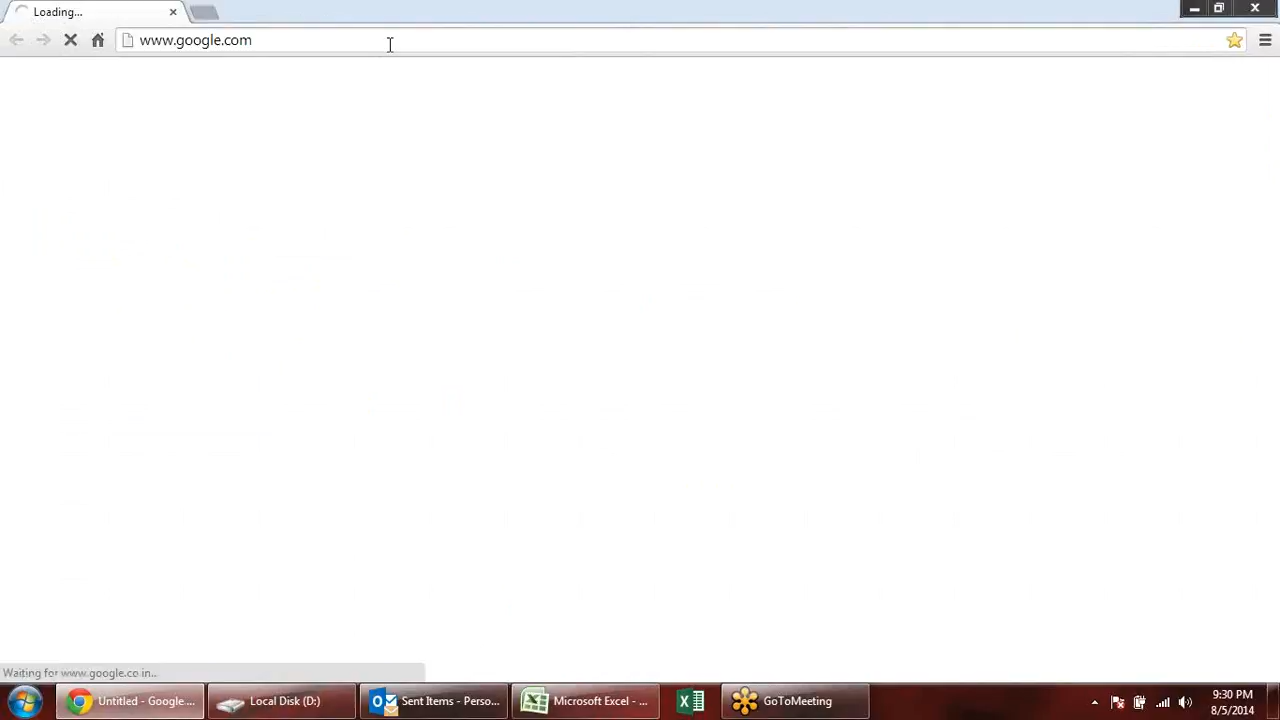 Loading...
www.google.com
Waiting for www.google.co.in...
Untitled - Google...
Local Disk (D:)
Sent Items - Perso...
Microsoft Excel - ...
GoToMeeting
9:30 PM
8/5/2014